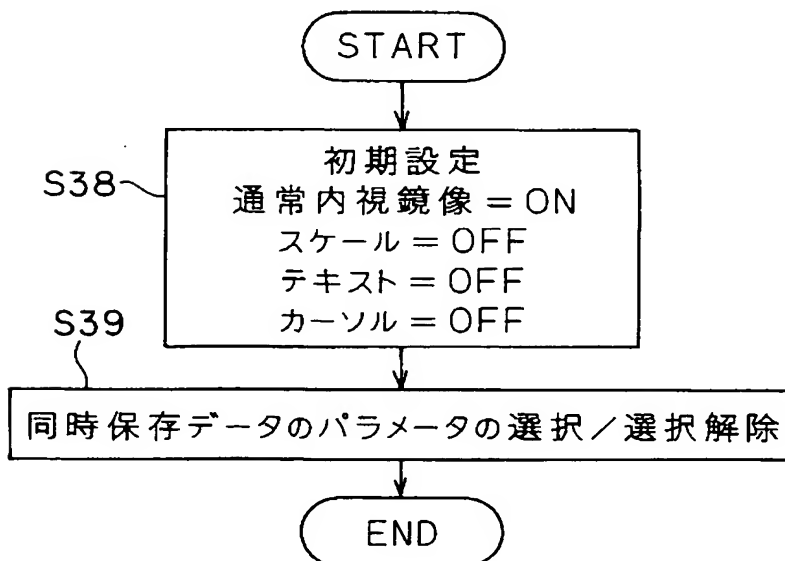 START
S38
初期設定
通常内視鏡像 = ON
スケール = OFF
テキスト = OFF
カーソル = OFF
S39
同時保存データのパラメータの選択／選択解除
END